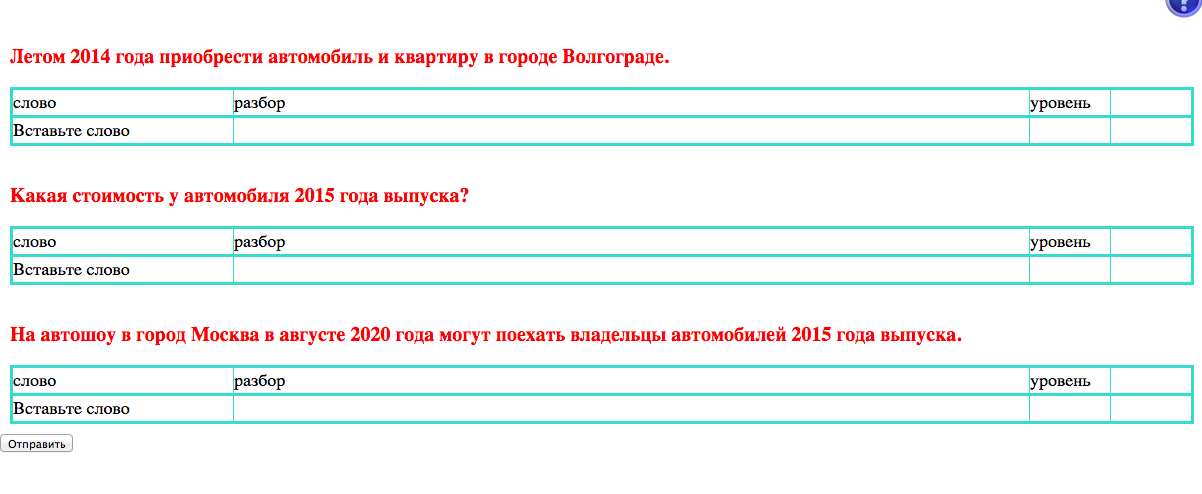 ?
Летом 2014 года приобрести автомобиль и квартиру в городе Волгограде.
слово разбор уровень
Вставьте слово
Какая стоимость у автомобиля 2015 года выпуска?
слово разбор уровень
Вставьте слово
На автошоу в город Москва в августе 2020 года могут поехать владельцы автомобилей 2015 года выпуска.
слово разбор уровень
Вставьте слово
Отправить